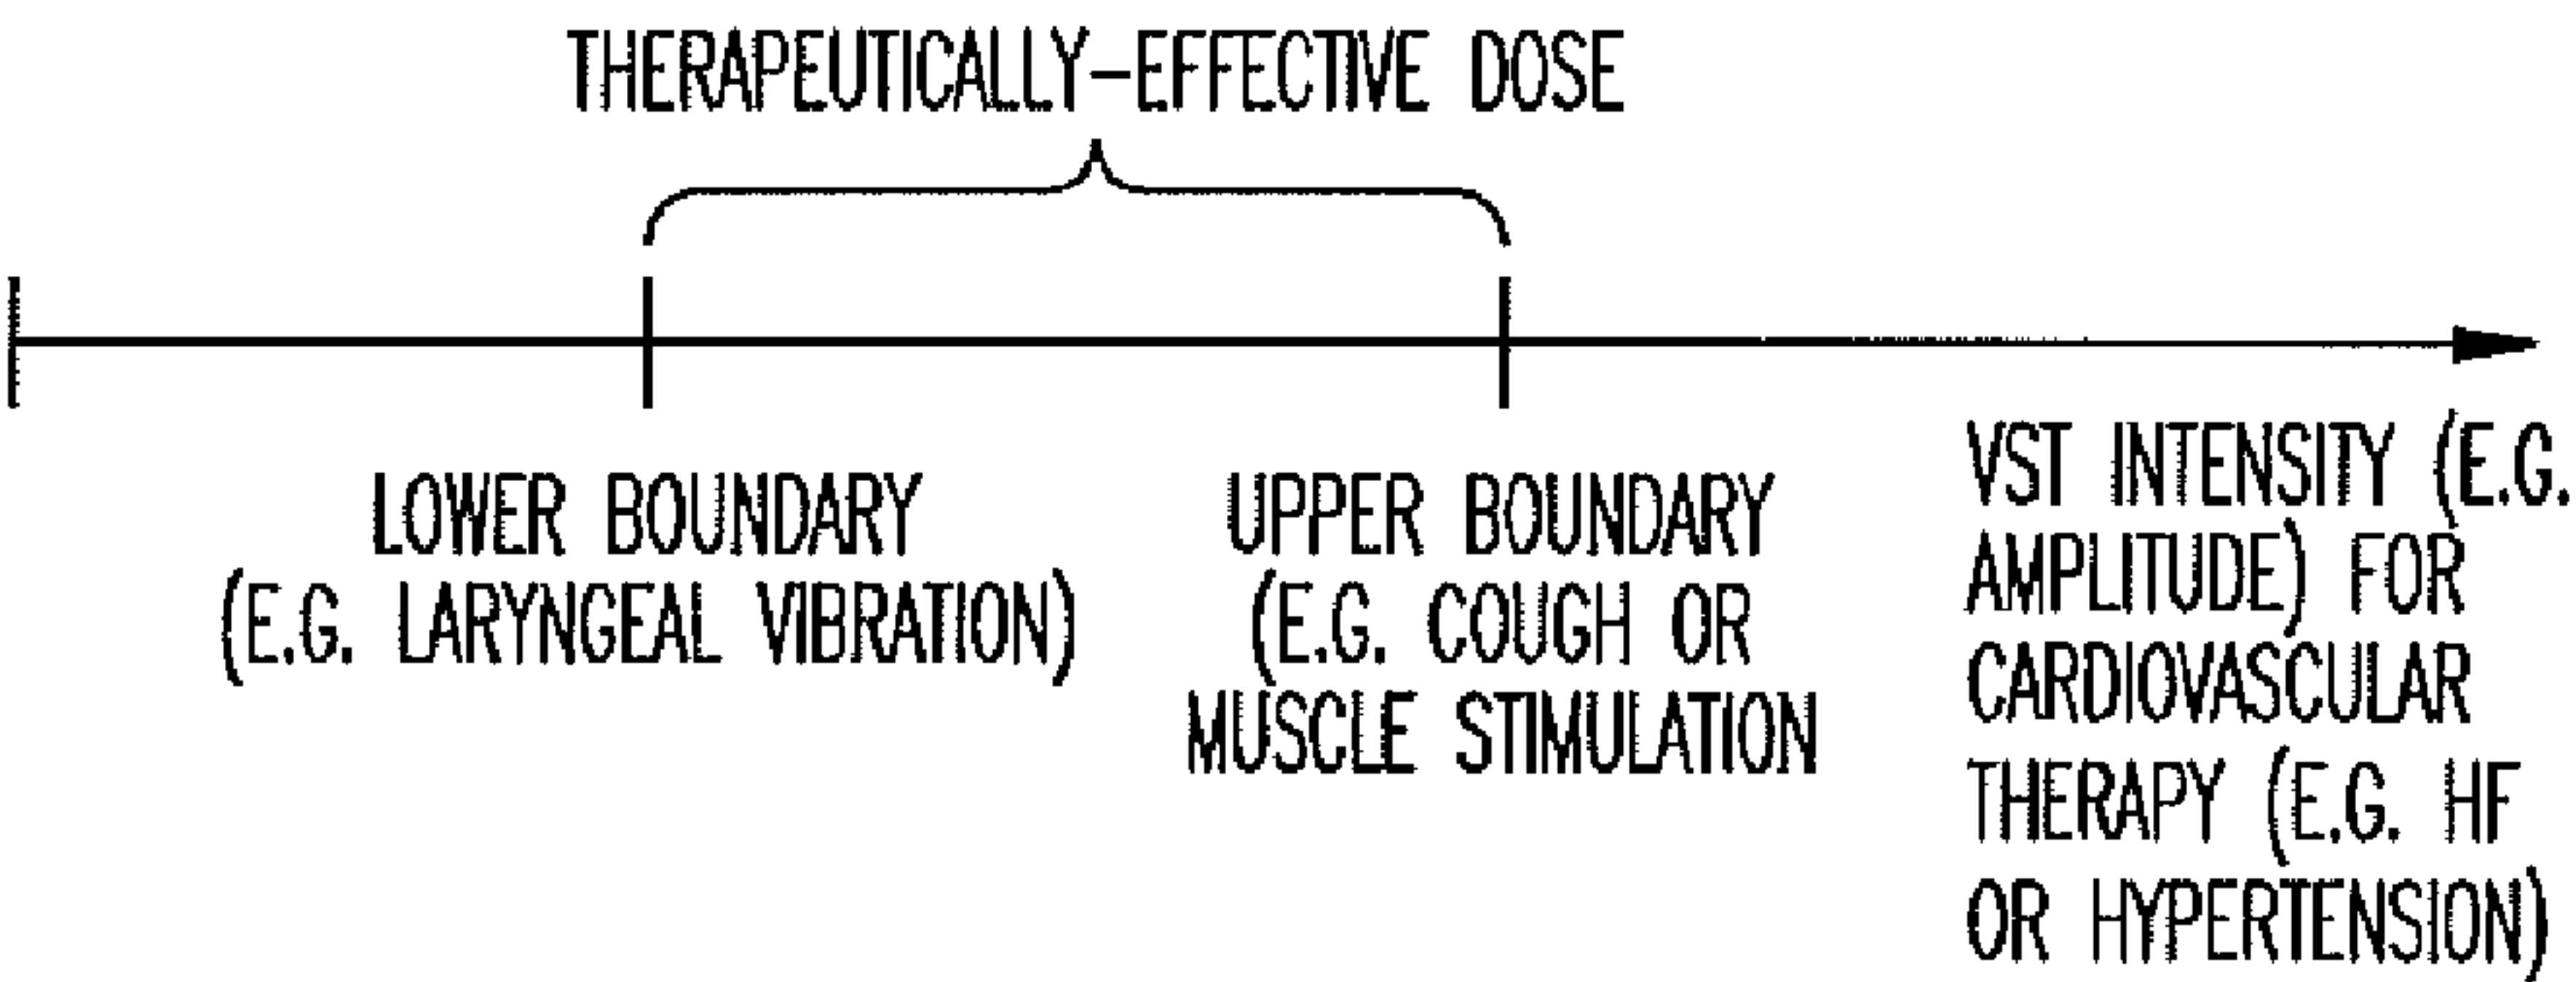 THERAPEUTICALLY-EFFECTIVE DOSE
LOWER BOUNDARY
(E.G. LARYNGEAL VIBRATION)
UPPER BOUNDARY
(E.G. COUGH OR
MUSCLE STIMULATION
VST INTENSITY (E.G.
AMPLITUDE) FOR
CARDIOVASCULAR
THERAPY (E.G. HF
OR HYPERTENSION)